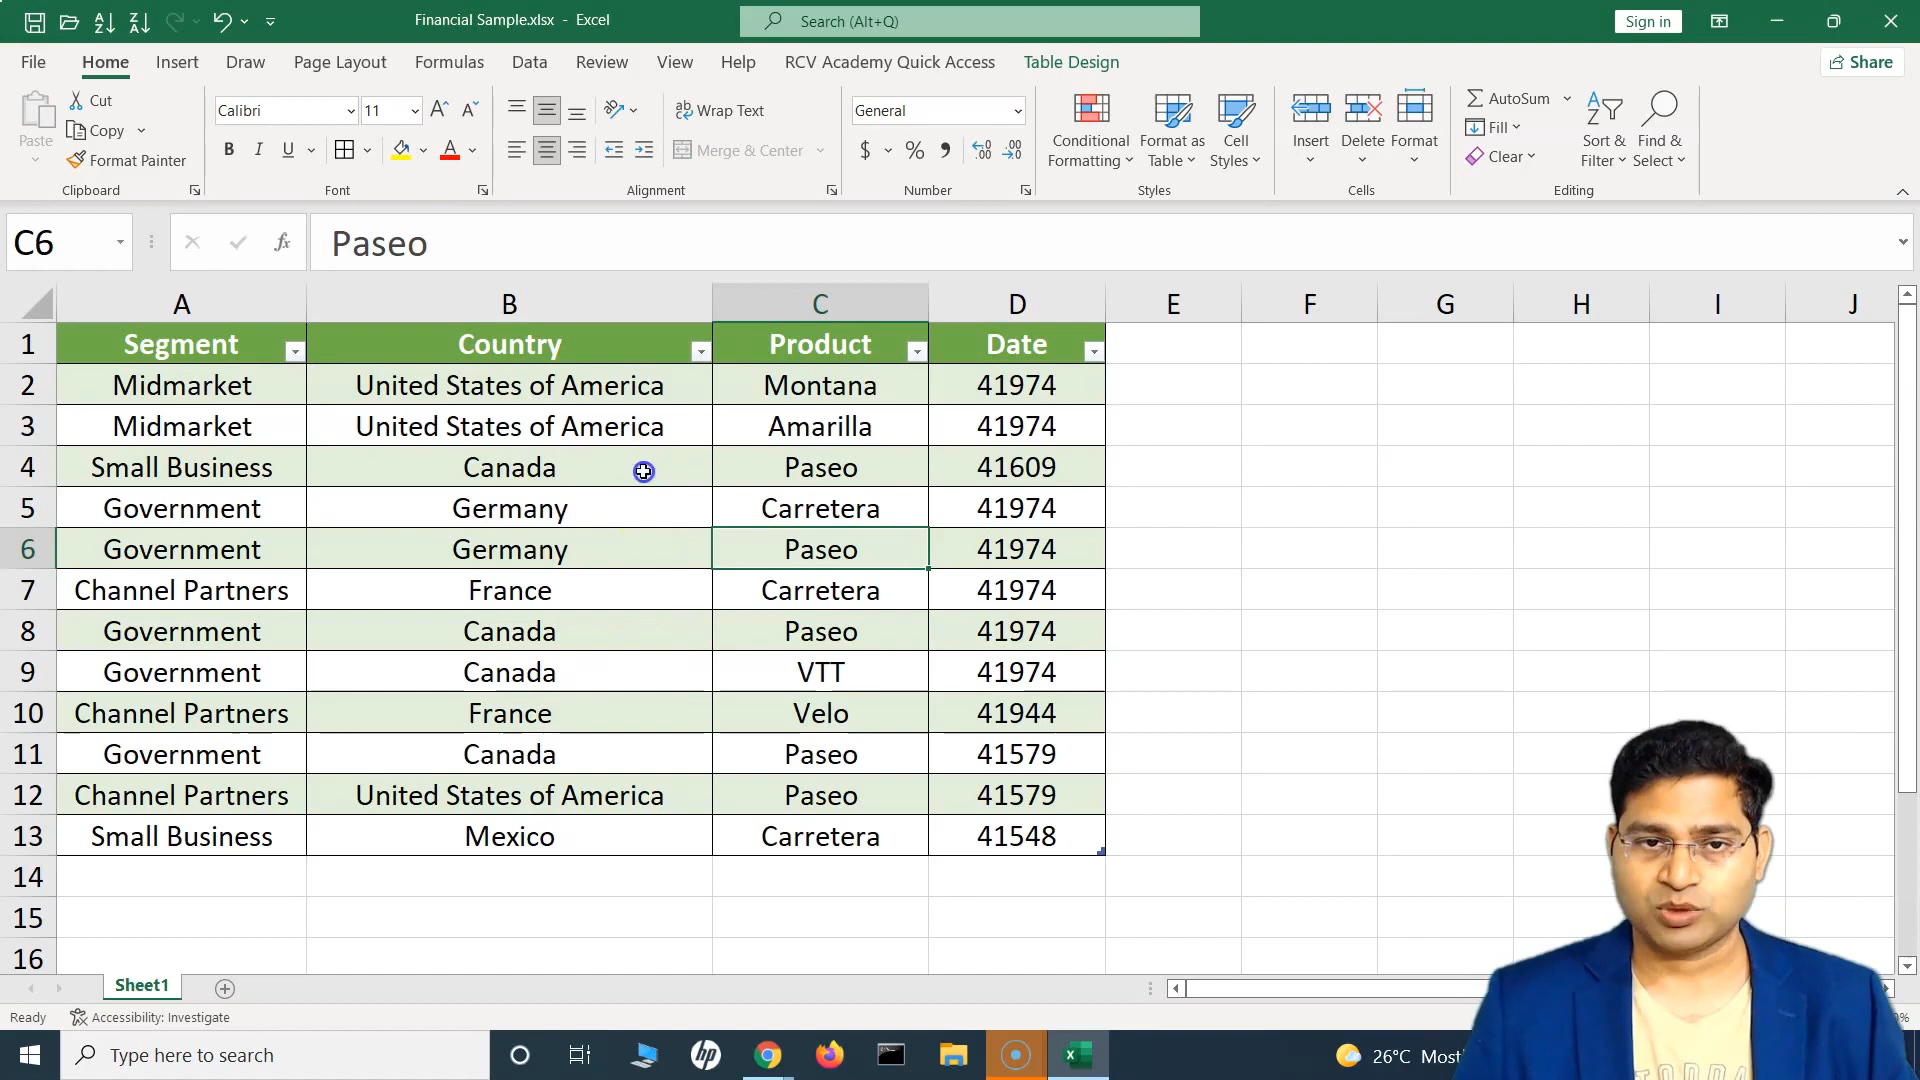 Financial Sample.xlsx - Excel
Search (Alt+Q)
Sign in
File Home Insert Draw Page Layout Formulas Data Review View Help RCV Academy Quick Access Table Design Share
Paste
Cut
Copy
Format Painter
Clipboard
Calibri 11
B I U
Font
Wrap Text
Merge & Center
Alignment
General
$ % ,
Number
Conditional Formatting
Format as Table
Cell Styles
Styles
Insert Delete Format
Cells
AutoSum
Fill
Clear
Sort & Filter
Find & Select
Editing
C6 fx Paseo
A B C D E F G H I J
1 Segment Country Product Date
2 Midmarket United States of America Montana 41974
3 Midmarket United States of America Amarilla 41974
4 Small Business Canada Paseo 41609
5 Government Germany Carretera 41974
6 Government Germany Paseo 41974
7 Channel Partners France Carretera 41974
8 Government Canada Paseo 41974
9 Government Canada VTT 41974
10 Channel Partners France Velo 41944
11 Government Canada Paseo 41579
12 Channel Partners United States of America Paseo 41579
13 Small Business Mexico Carretera 41548
14
15
16
Sheet1
Ready Accessibility: Investigate
Type here to search
hp
26°C